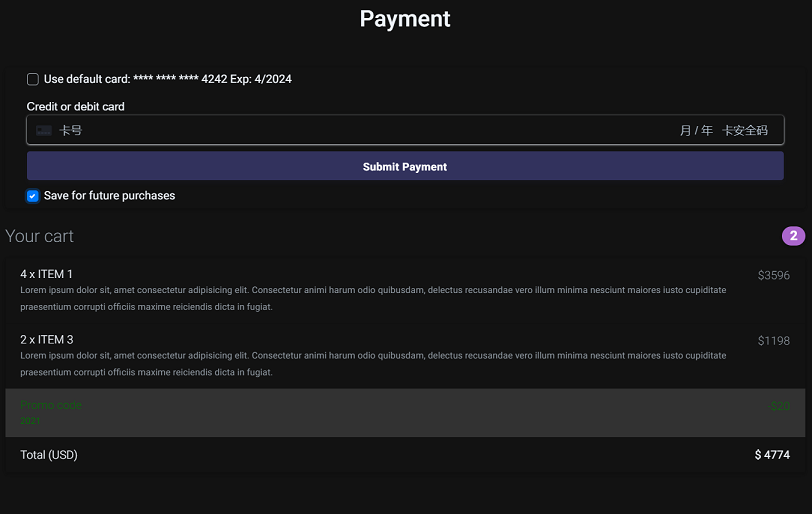 Payment
Use default card: **** **** **** 4242 Exp: 4/2024
Credit or debit card
卡号 月 / 年 卡安全码
Submit Payment
Save for future purchases
Your cart 2
4 x ITEM 1 $3596
Lorem ipsum dolor sit, amet consectetur adipisicing elit. Consectetur animi harum odio quibusdam, delectus recusandae vero illum minima nesciunt maiores iusto cupiditate
praesentium corrupti officiis maxime reiciendis dicta in fugiat.
2 x ITEM 3 $1198
Lorem ipsum dolor sit, amet consectetur adipisicing elit. Consectetur animi harum odio quibusdam, delectus recusandae vero illum minima nesciunt maiores iusto cupiditate
praesentium corrupti officiis maxime reiciendis dicta in fugiat.
Promo code -$20
2021
Total (USD) $ 4774